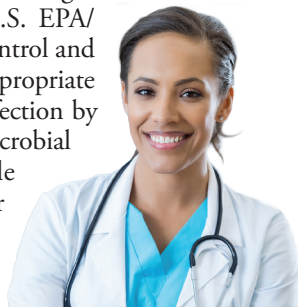 .S. EPA/
ntrol and
propriate
fection by
crobial
le
r